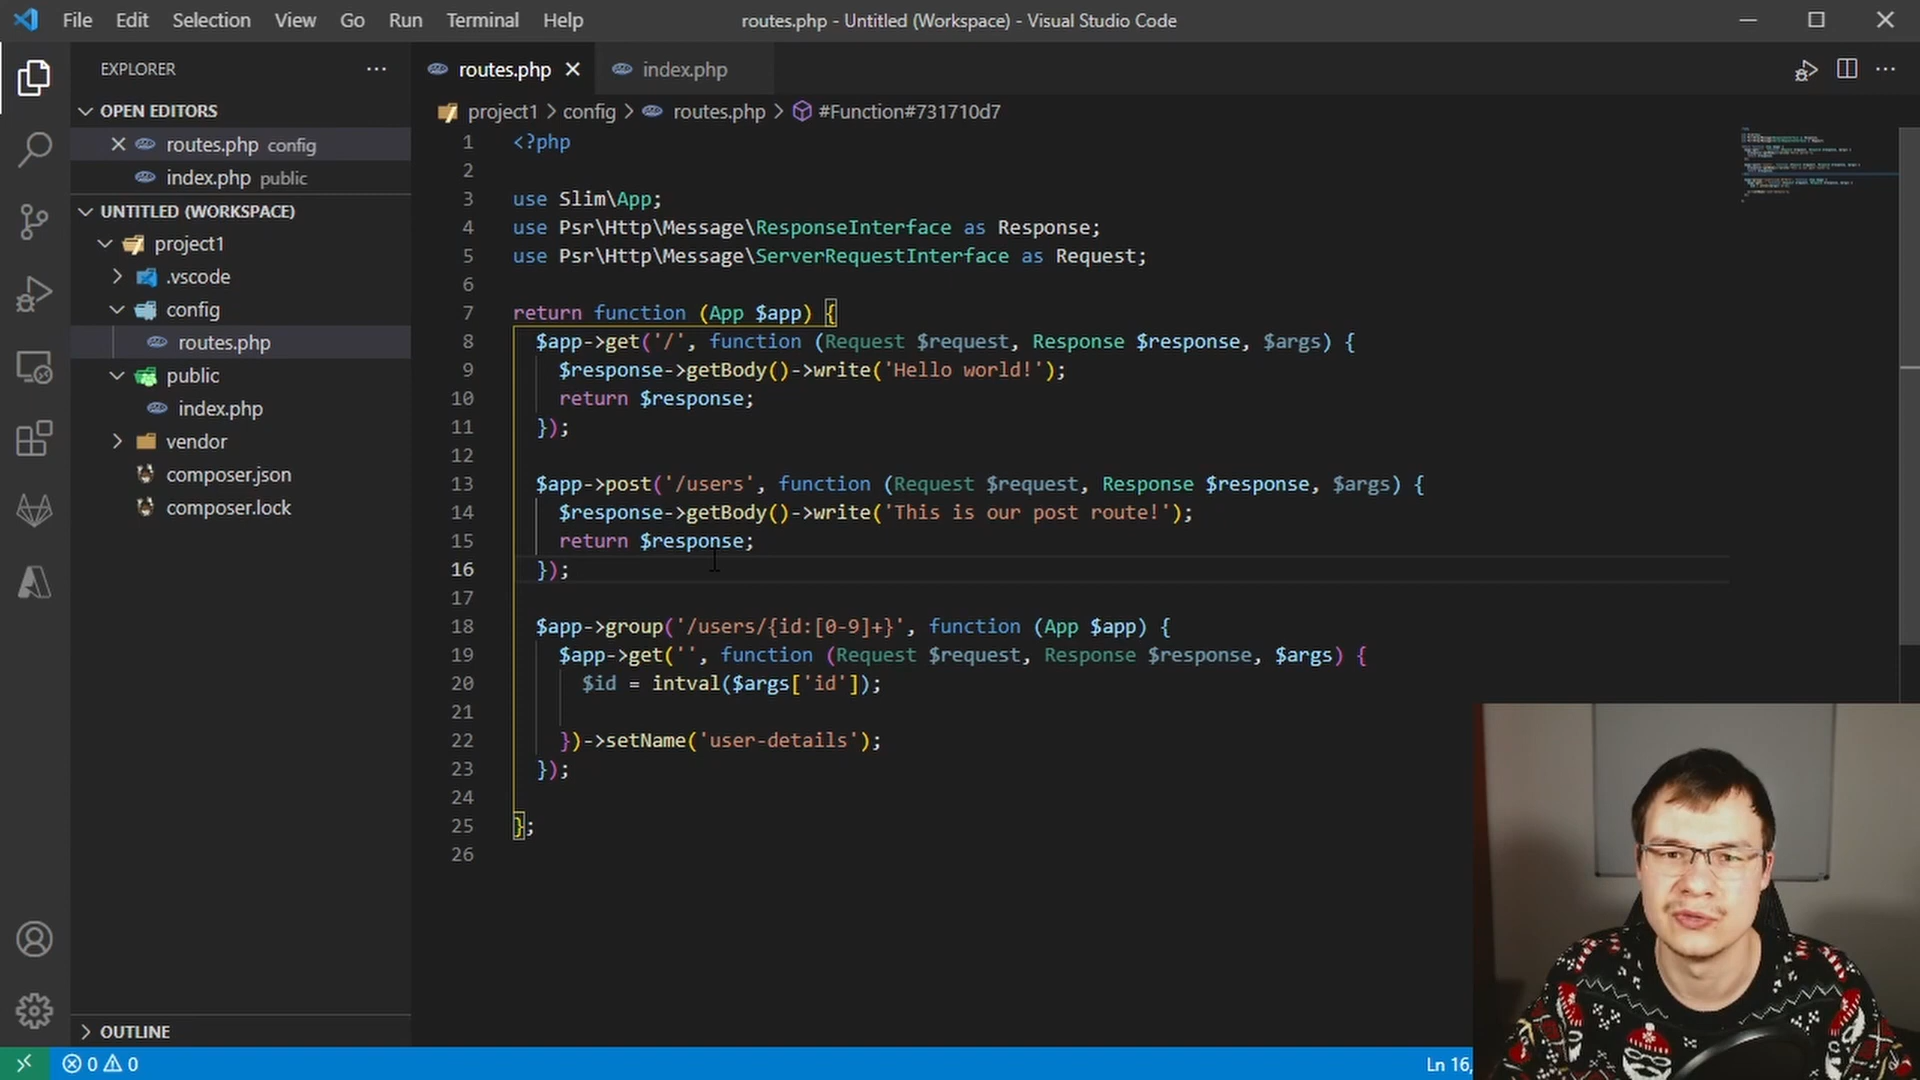 File Edit Selection View Go Run Terminal Help
routes.php - Untitled (Workspace) - Visual Studio Code
EXPLORER
OPEN EDITORS
routes.php config
index.php public
UNTITLED (WORKSPACE)
project1
.vscode
config
routes.php
public
index.php
vendor
composer.json
composer.lock
OUTLINE
routes.php
index.php
project1 > config > routes.php > #Function#731710d7
1 <?php
2
3 use Slim\App;
4 use Psr\Http\Message\ResponseInterface as Response;
5 use Psr\Http\Message\ServerRequestInterface as Request;
6
7 return function (App $app) {
8 $app->get('/', function (Request $request, Response $response, $args) {
9 $response->getBody()->write('Hello world!');
10 return $response;
11 });
12
13 $app->post('/users', function (Request $request, Response $response, $args) {
14 $response->getBody()->write('This is our post route!');
15 return $response;
16 });
17
18 $app->group('/users/{id:[0-9]+}', function (App $app) {
19 $app->get('', function (Request $request, Response $response, $args) {
20 $id = intval($args['id']);
21
22 })->setName('user-details');
23 });
24
25 };
26
0 0
Ln 16,